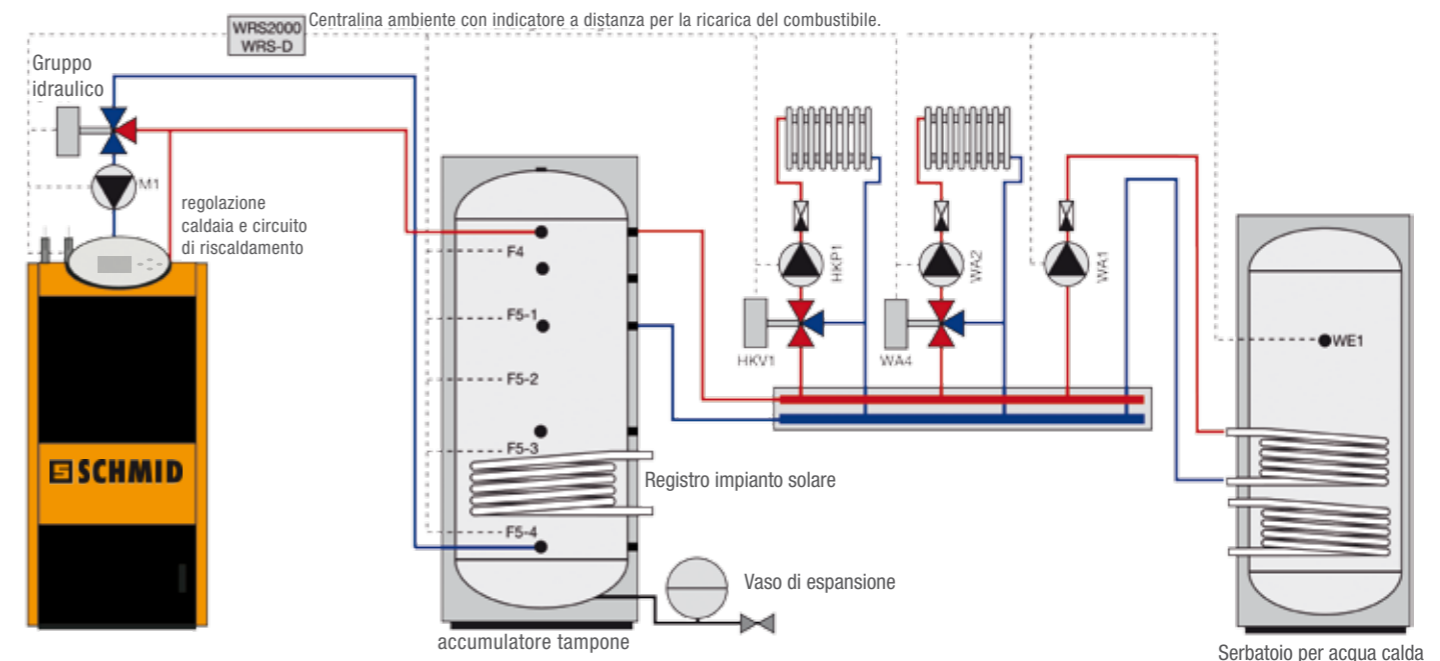 WRS2000
WRS-D
Centralina ambiente con indicatore a distanza per la ricarica del combustibile.
Gruppo
idraulico
M1
regolazione
caldaia e circuito
di riscaldamento
SCHMID
F4
F5-1
F5-2
F5-3
F5-4
Registro impianto solare
Vaso di espansione
accumulatore tampone
HKP1
WA2
WA1
HKV1
WA4
WE1
Serbatoio per acqua calda